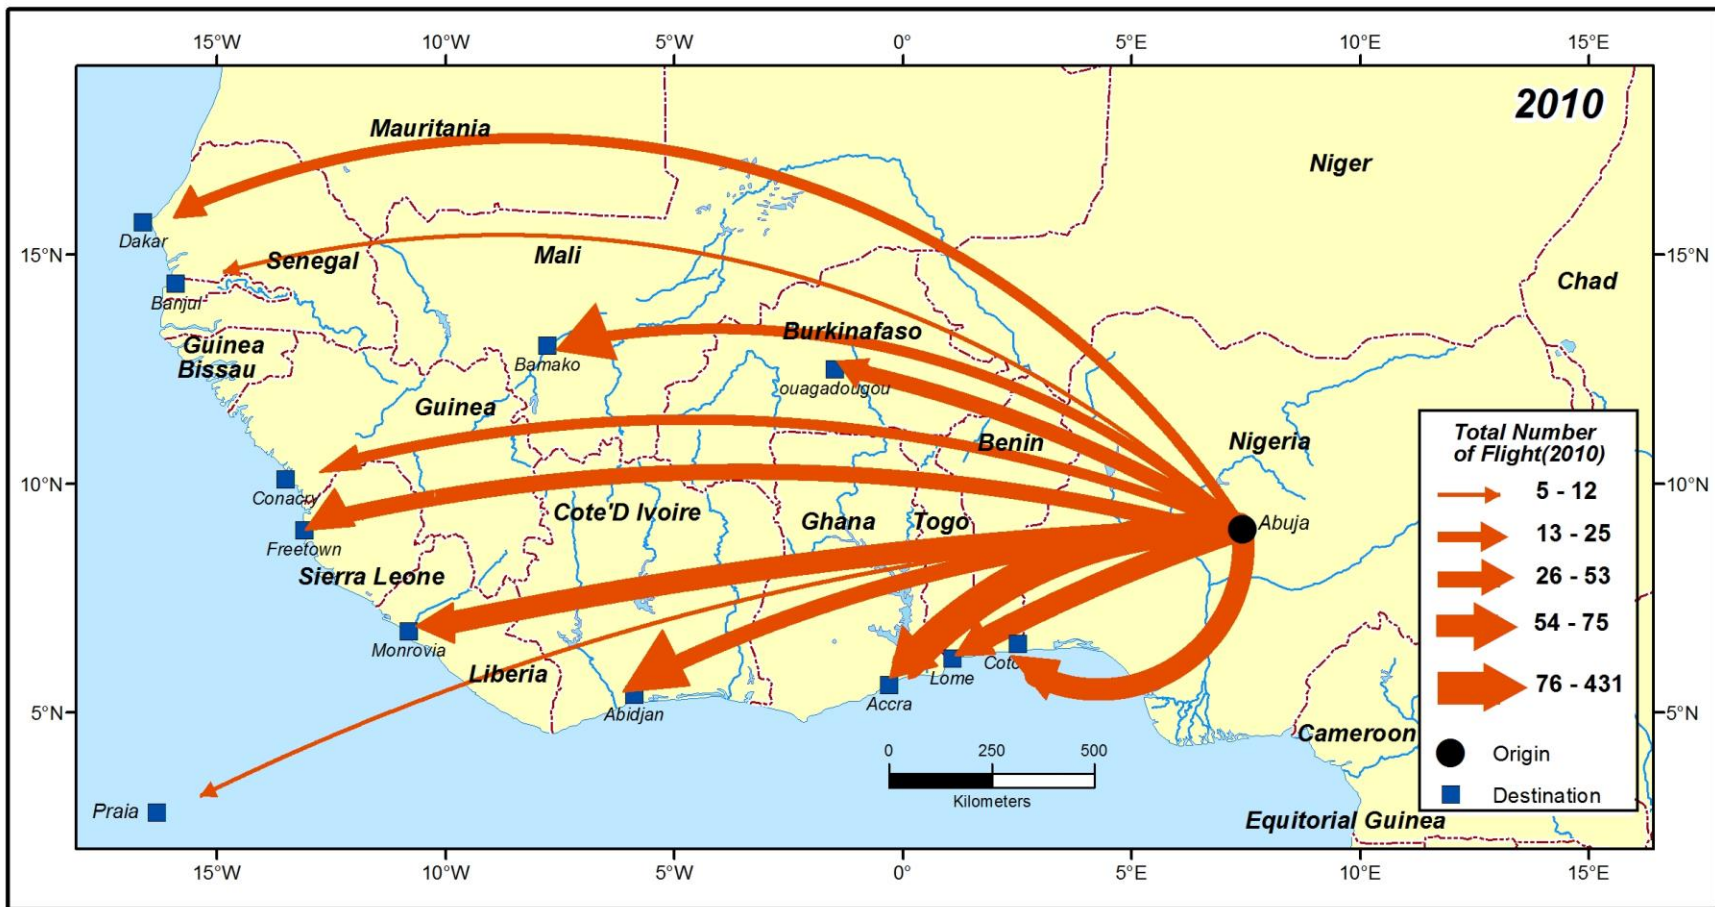 15°W 10°W 5°W 0° 5°E 10°E 15°E
2010
Mauritania
Niger
Dakar
15°N
Senegal
Mali
15°N
Chad
Banjul
Guinea
Bissau
Burkinafaso
Bamako
ouagadougou
Guinea
Benin
Nigeria
Total Number
of Flight(2010)
5 - 12
13 - 25
26 - 53
54 - 75
76 - 431
Origin
Destination
10°N
10°N
Conacry
Freetown
Cote'D Ivoire
Ghana
Togo
Abuja
Sierra Leone
Monrovia
Liberia
Abidjan
Accra
Lome
Coto
5°N
5°N
Cameroon
0 250 500
Kilometers
Praia
Equitorial Guinea
15°W 10°W 5°W 0° 5°E 10°E 15°E